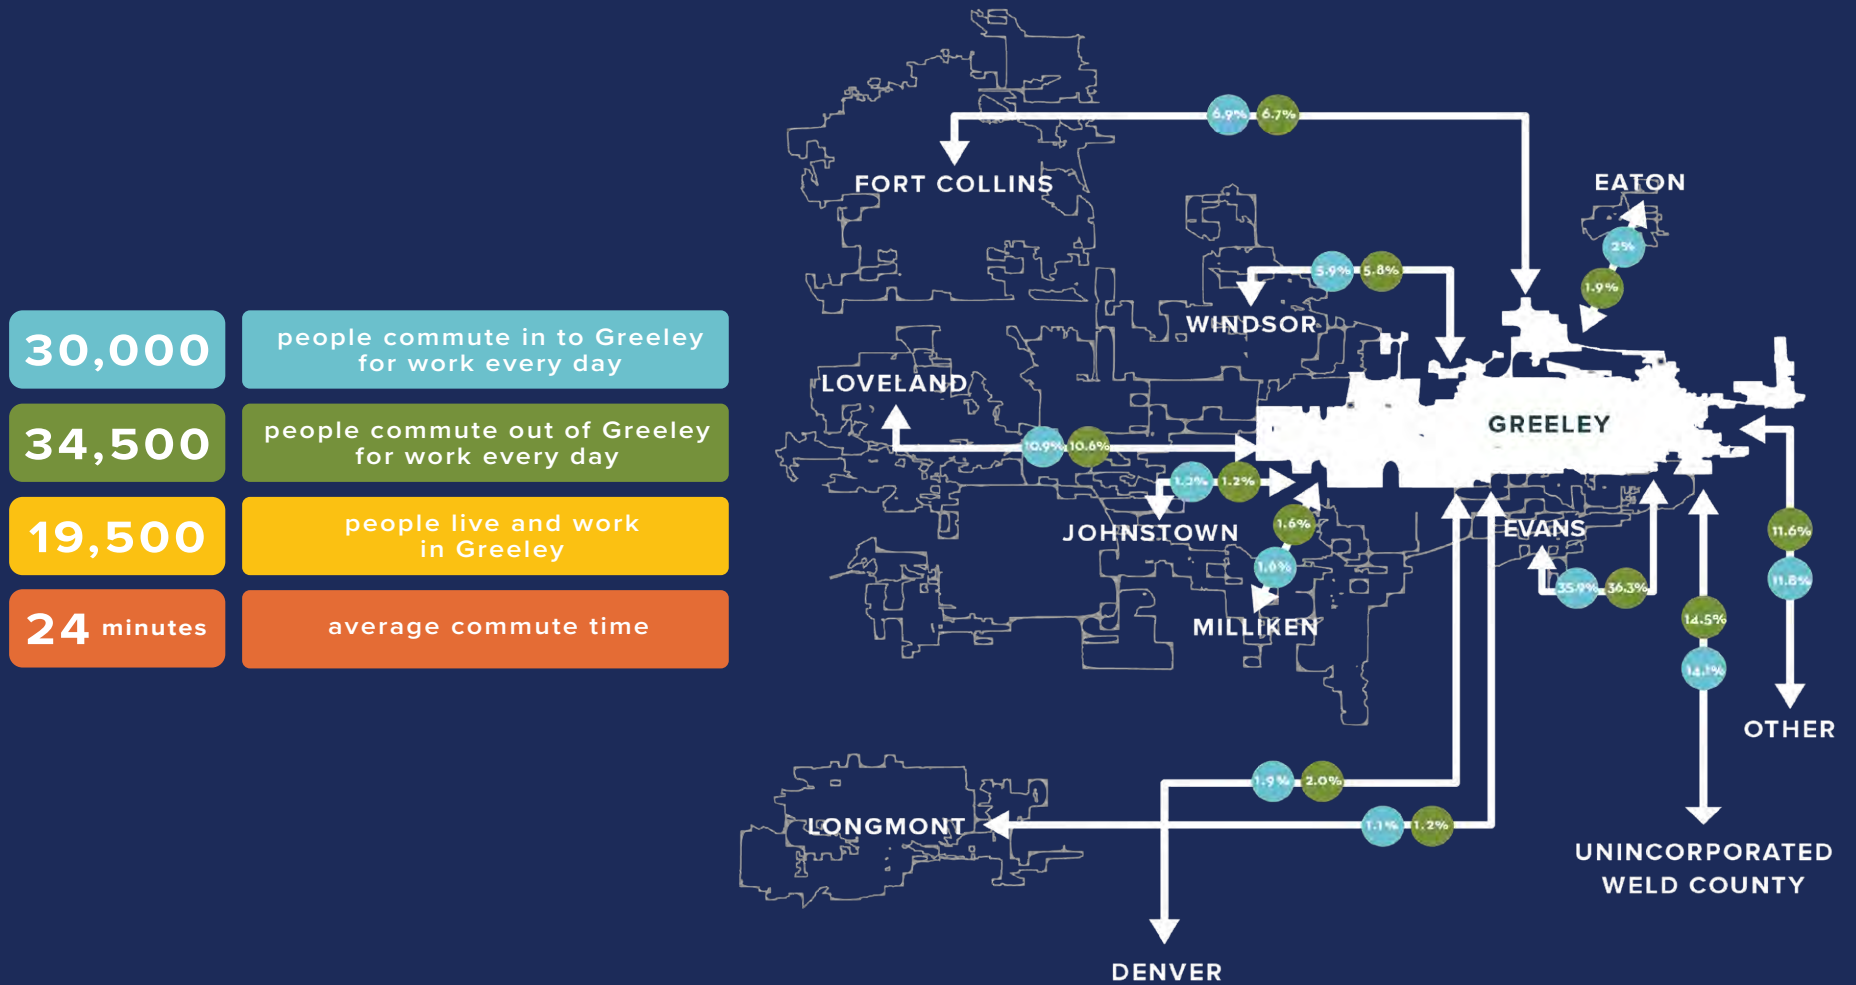 30,000
people commute in to Greeley
for work every day
34,500
people commute out of Greeley
for work every day
19,500
people live and work
in Greeley
24 minutes
average commute time
6.9% 6.7%
FORT COLLINS
EATON
2%
1.9%
5.9% 5.8%
WINDSOR
LOVELAND
GREELEY
10.9% 10.6%
1.2%
JOHNSTOWN
1.6%
1.6%
MILLIKEN
EVANS
35.9% 36.3%
11.6%
11.8%
14.5%
14.1%
OTHER
1.9% 2.0%
LONGMONT
1.1% 1.2%
UNINCORPORATED
WELD COUNTY
DENVER